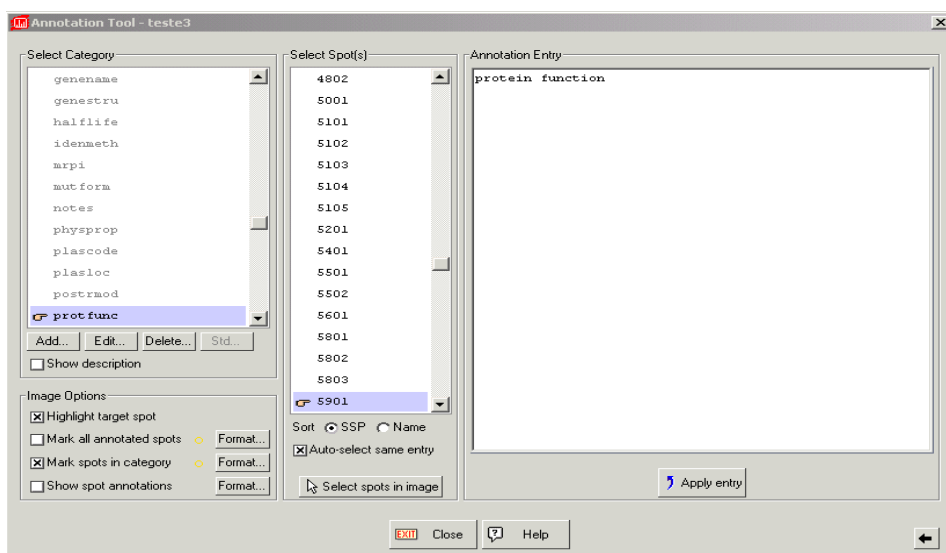 Annotation Tool - teste3
Select Category
genename
genestru
halflife
idenmeth
mrpi
mutform
notes
physprop
plascode
plasloc
postrmod
protfunc
Add... Edit... Delete... Std...
Show description
Image Options
Highlight target spot
Mark all annotated spots Format...
Mark spots in category Format...
Show spot annotations Format...
Select Spot(s)
4802
5001
5101
5102
5103
5104
5105
5201
5401
5501
5502
5601
5801
5802
5803
5901
Sort SSP Name
Auto-select same entry
Select spots in image
Annotation Entry
protein function
Apply entry
EXIT Close ? Help